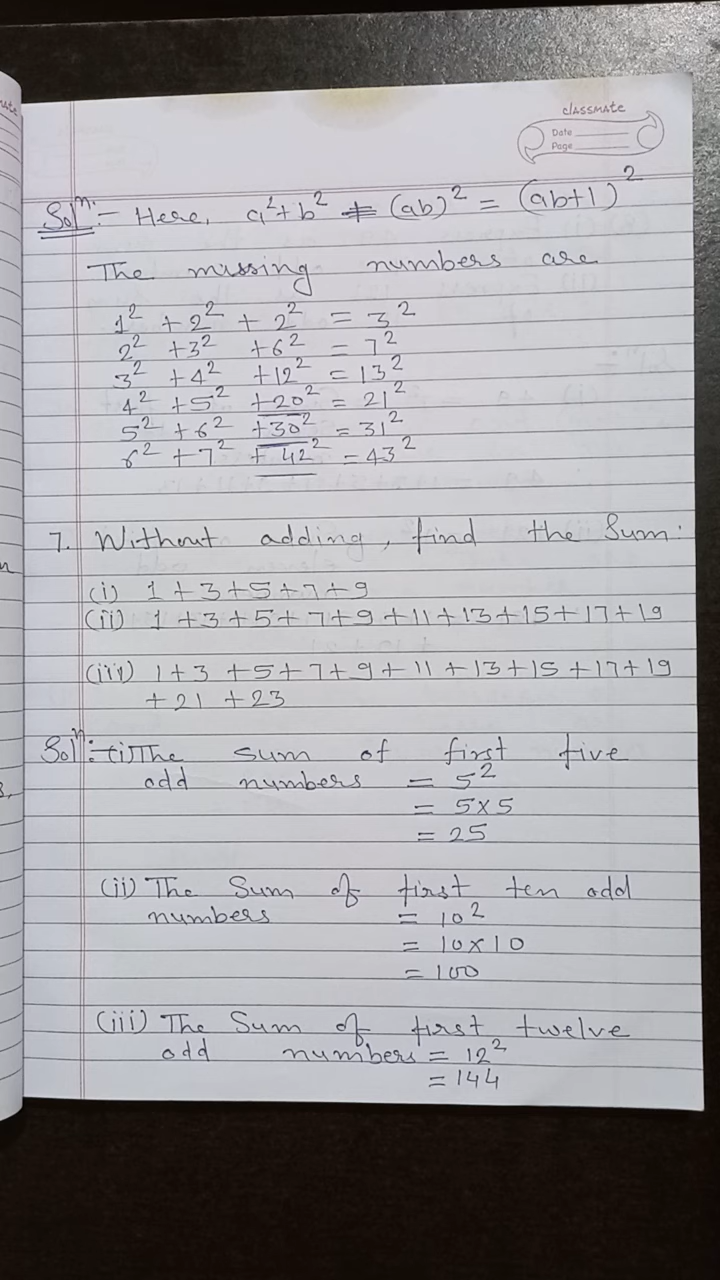 classmate
Date
Page
Solⁿ:- Here, a² + b² + (ab)² = (ab+1)²
The missing numbers are
1² + 2² + 2² = 3²
2² + 3² + 6² = 7²
3² + 4² + 12² = 13²
4² + 5² + 20² = 21²
5² + 6² + 30² = 31²
6² + 7² + 42² = 43²
7. Without adding, find the Sum:
(i) 1 + 3 + 5 + 7 + 9
(ii) 1 + 3 + 5 + 7 + 9 + 11 + 13 + 15 + 17 + 19
(iii) 1 + 3 + 5 + 7 + 9 + 11 + 13 + 15 + 17 + 19
+ 21 + 23
Solⁿ:- (i) The sum of first five
odd numbers = 5²
= 5 x 5
= 25
(ii) The Sum of first ten odd
numbers = 10²
= 10 x 10
= 100
(iii) The Sum of first twelve
odd numbers = 12²
= 144